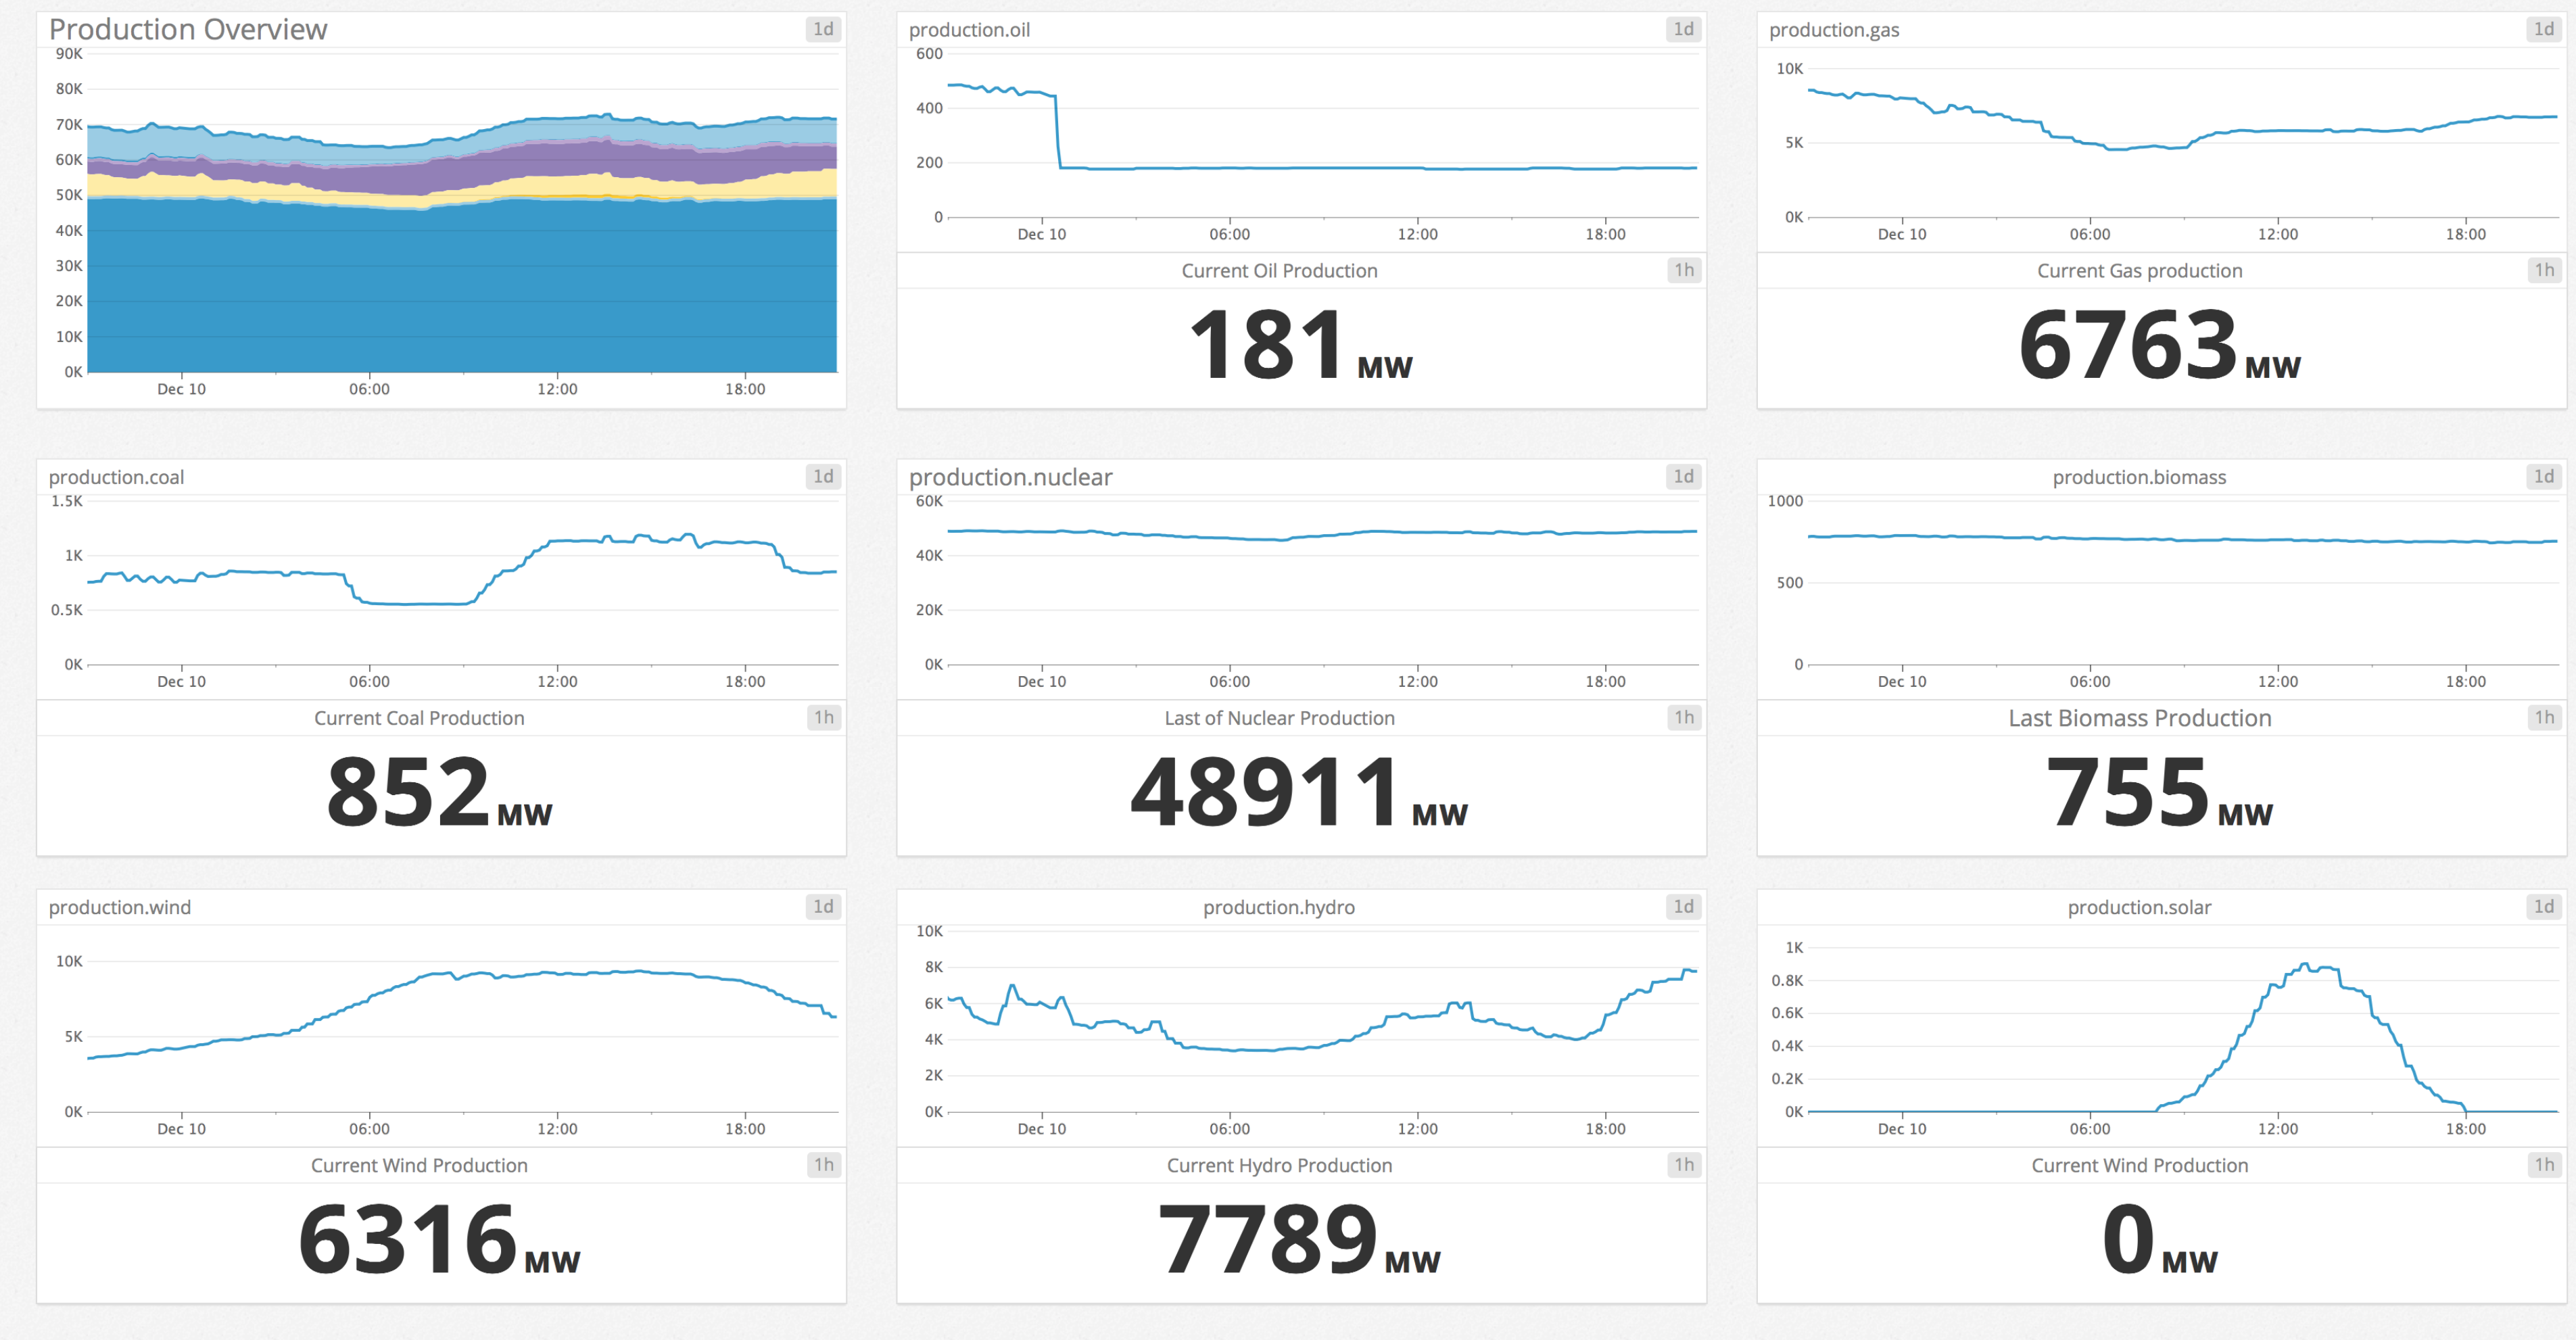 Production Overview 1d
90K
80K
70K
60K
50K
40K
30K
20K
10K
0K
Dec 10 06:00 12:00 18:00
production.oil 1d
600
400
200
0
Dec 10 06:00 12:00 18:00
Current Oil Production 1h
181 MW
production.gas 1d
10K
5K
0K
Dec 10 06:00 12:00 18:00
Current Gas production 1h
6763 MW
production.coal 1d
1.5K
1K
0.5K
0K
Dec 10 06:00 12:00 18:00
Current Coal Production 1h
852 MW
production.nuclear 1d
60K
40K
20K
0K
Dec 10 06:00 12:00 18:00
Last of Nuclear Production 1h
48911 MW
production.biomass 1d
1000
500
0
Dec 10 06:00 12:00 18:00
Last Biomass Production 1h
755 MW
production.wind 1d
10K
5K
0K
Dec 10 06:00 12:00 18:00
Current Wind Production 1h
6316 MW
production.hydro 1d
10K
8K
6K
4K
2K
0K
Dec 10 06:00 12:00 18:00
Current Hydro Production 1h
7789 MW
production.solar 1d
1K
0.8K
0.6K
0.4K
0.2K
0K
Dec 10 06:00 12:00 18:00
Current Wind Production 1h
0 MW